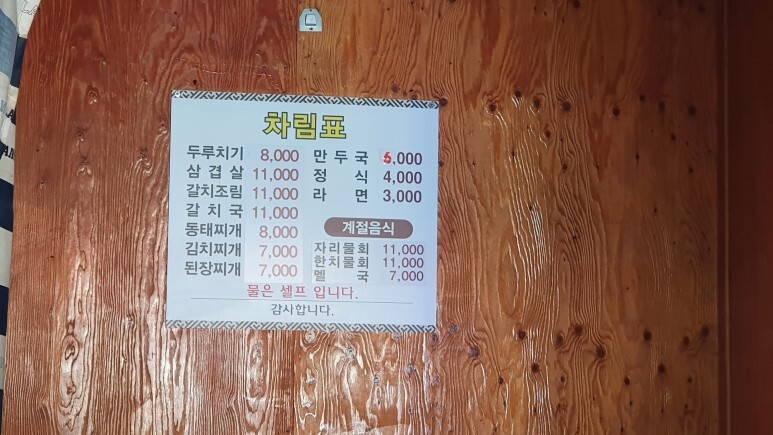 차림표
두루치기 8,000
삼겹살 11,000
갈치조림 11,000
갈치국 11,000
동태찌개 8,000
김치찌개 7,000
된장찌개 7,000
만두국 6,000
정식 4,000
라면 3,000
계절음식
자리물회 11,000
한치물회 11,000
멜국 7,000
물은 셀프 입니다.
감사합니다.